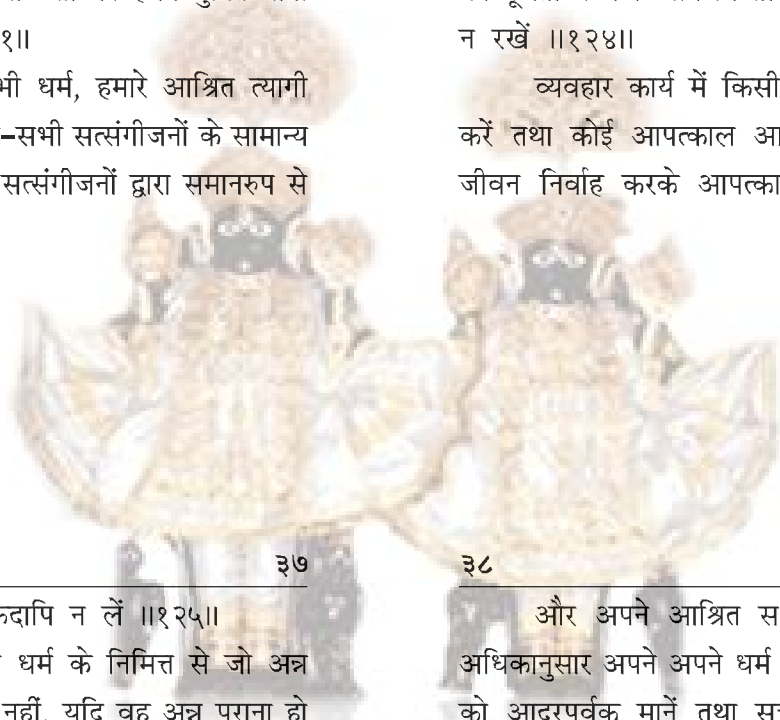 १॥
भी धर्म, हमारे आश्रित त्यागी
–सभी सत्संगीजनों के सामान्य
सत्संगीजनों द्वारा समानरुप से
३७
न रखें ॥१२४॥
व्यवहार कार्य में किसी
करें तथा कोई आपत्काल
जीवन निर्वाह करके
३८
कदापि न लें ॥१२५॥
धर्म के निमित्त से जो अन्न
नहीं, यदि वह अन्न पुराना हो
और अपने आश्रित
अधिकानुसार अपने अपने धर्म
को आदरपूर्वक मानें तथा